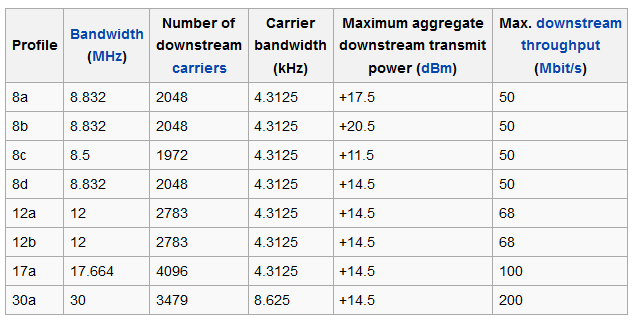 Profile Bandwidth (MHz) Number of downstream carriers Carrier bandwidth (kHz) Maximum aggregate downstream transmit power (dBm) Max. downstream throughput (Mbit/s)
8a 8.832 2048 4.3125 +17.5 50
8b 8.832 2048 4.3125 +20.5 50
8c 8.5 1972 4.3125 +11.5 50
8d 8.832 2048 4.3125 +14.5 50
12a 12 2783 4.3125 +14.5 68
12b 12 2783 4.3125 +14.5 68
17a 17.664 4096 4.3125 +14.5 100
30a 30 3479 8.625 +14.5 200